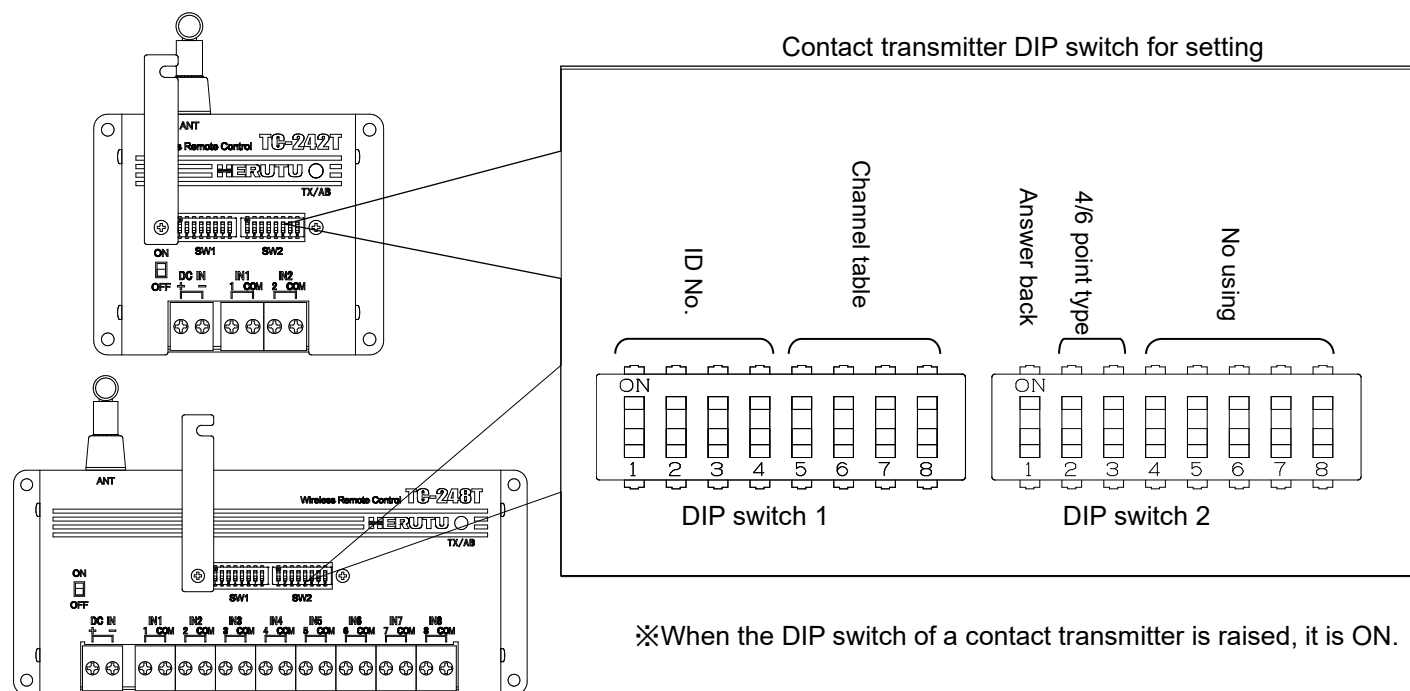 Contact transmitter DIP switch for setting
ANT
s Remote Control TC-242T
HERUTU
TX/AB
SW1 SW2
ON
OFF
DC IN IN1 IN2
+ − 1 COM 2 COM
ID No.
Channel table
Answer back
4/6 point type
No using
ON
1 2 3 4 5 6 7 8
DIP switch 1
ON
1 2 3 4 5 6 7 8
DIP switch 2
ANT
Wireless Remote Control TC-248T
HERUTU
TX/AB
SW1 SW2
ON
OFF
DC IN IN1 IN2 IN3 IN4 IN5 IN6 IN7 IN8
+ − 1 COM 2 COM 3 COM 4 COM 5 COM 6 COM 7 COM 8 COM
※When the DIP switch of a contact transmitter is raised, it is ON.